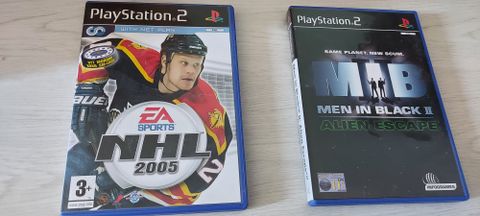 PlayStation 2
WITH NET PLAY
EA
SPORTS
NHL
2005
2
3+
PlayStation 2
SAME PLANET. NEW SCUM.
MIB
MEN IN BLACK II
ALIEN ESCAPE
INFOGRAMES